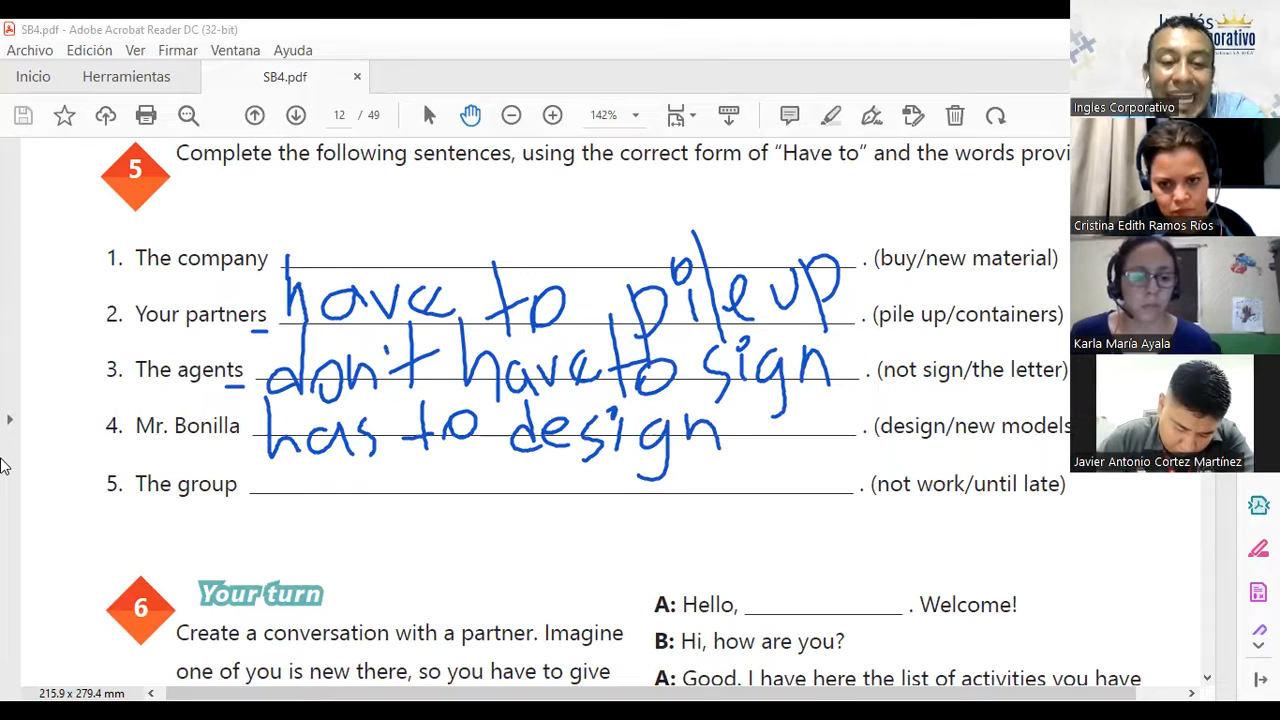 SB4.pdf - Adobe Acrobat Reader DC (32-bit)
Archivo Edición Ver Firmar Ventana Ayuda
Inicio Herramientas SB4.pdf ×
12 / 49 142%
5 Complete the following sentences, using the correct form of "Have to" and the words provi
1. The company . (buy/new material)
2. Your partners have to pile up . (pile up/containers)
3. The agents don't have to sign . (not sign/the letter)
4. Mr. Bonilla has to design . (design/new models
5. The group . (not work/until late)
6 Your turn
Create a conversation with a partner. Imagine
one of you is new there, so you have to give
A: Hello, . Welcome!
B: Hi, how are you?
A: Good. I have here the list of activities you have
215.9 x 279.4 mm
Ingles Corporativo
Cristina Edith Ramos Ríos
Karla María Ayala
Javier Antonio Cortez Martínez